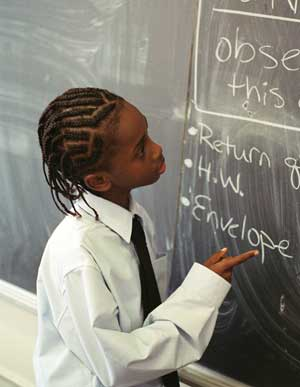 obse
this
• Return g
• H.W.
• Envelope